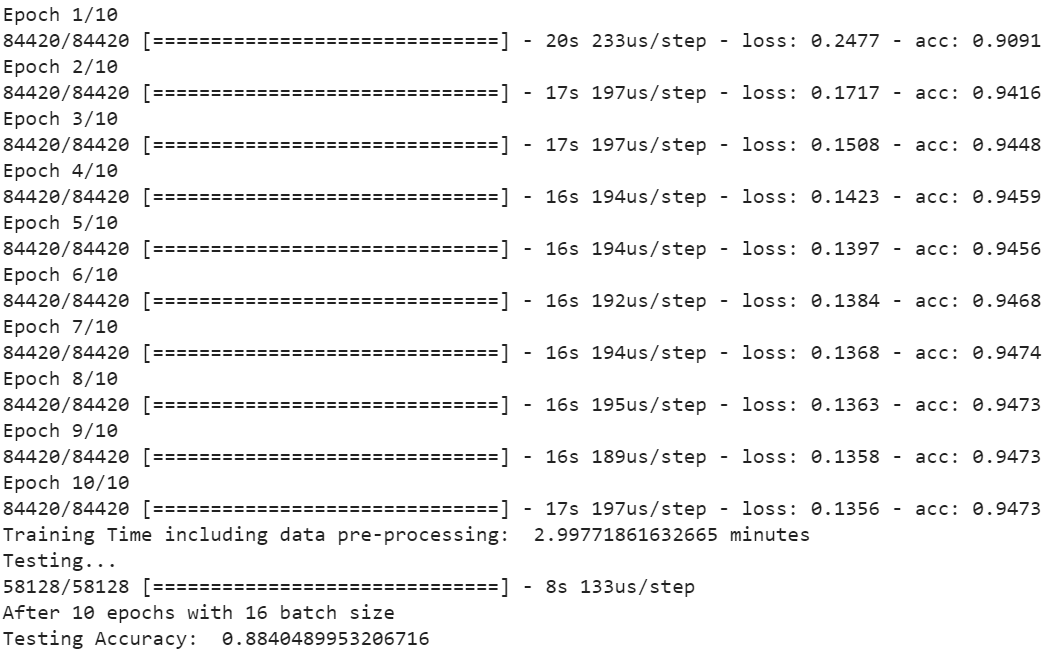 Epoch 1/10
84420/84420 [==============================] - 20s 233us/step - loss: 0.2477 - acc: 0.9091
Epoch 2/10
84420/84420 [==============================] - 17s 197us/step - loss: 0.1717 - acc: 0.9416
Epoch 3/10
84420/84420 [==============================] - 17s 197us/step - loss: 0.1508 - acc: 0.9448
Epoch 4/10
84420/84420 [==============================] - 16s 194us/step - loss: 0.1423 - acc: 0.9459
Epoch 5/10
84420/84420 [==============================] - 16s 194us/step - loss: 0.1397 - acc: 0.9456
Epoch 6/10
84420/84420 [==============================] - 16s 192us/step - loss: 0.1384 - acc: 0.9468
Epoch 7/10
84420/84420 [==============================] - 16s 194us/step - loss: 0.1368 - acc: 0.9474
Epoch 8/10
84420/84420 [==============================] - 16s 195us/step - loss: 0.1363 - acc: 0.9473
Epoch 9/10
84420/84420 [==============================] - 16s 189us/step - loss: 0.1358 - acc: 0.9473
Epoch 10/10
84420/84420 [==============================] - 17s 197us/step - loss: 0.1356 - acc: 0.9473
Training Time including data pre-processing:  2.99771861632665 minutes
Testing...
58128/58128 [==============================] - 8s 133us/step
After 10 epochs with 16 batch size
Testing Accuracy:  0.8840489953206716